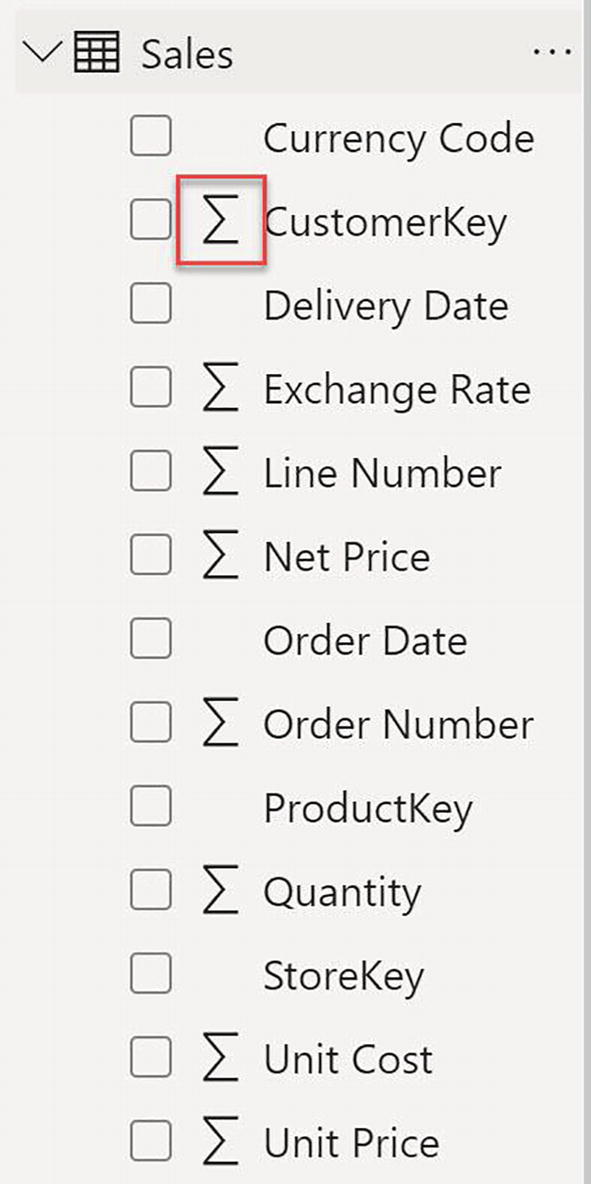 Sales ...
Currency Code
∑ CustomerKey
Delivery Date
∑ Exchange Rate
∑ Line Number
∑ Net Price
Order Date
∑ Order Number
ProductKey
∑ Quantity
StoreKey
∑ Unit Cost
∑ Unit Price